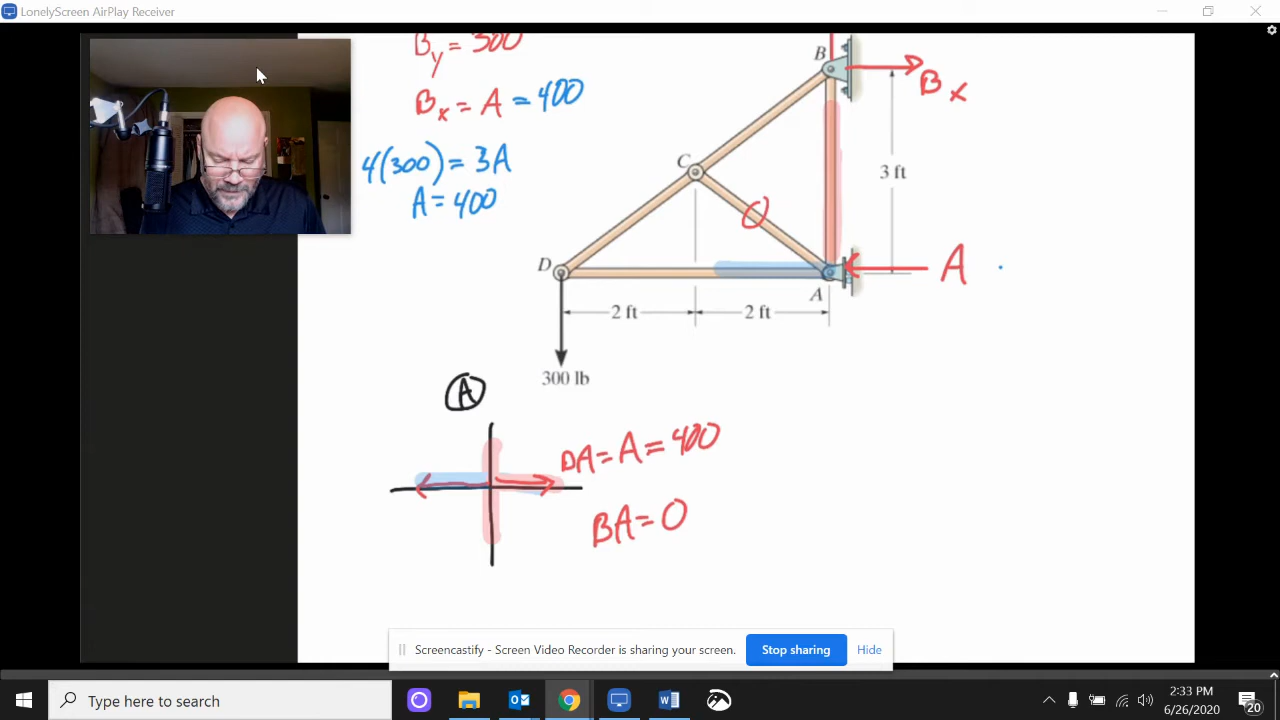 LonelyScreen AirPlay Receiver
By = 300
Bx = A = 400
4(300) = 3A
A = 400
B
Bx
C
3 ft
O
D
A
A
2 ft
2 ft
300 lb
A
DA = A = 400
BA = 0
Screencastify - Screen Video Recorder is sharing your screen.
Stop sharing
Hide
Type here to search
2:33 PM
6/26/2020
20